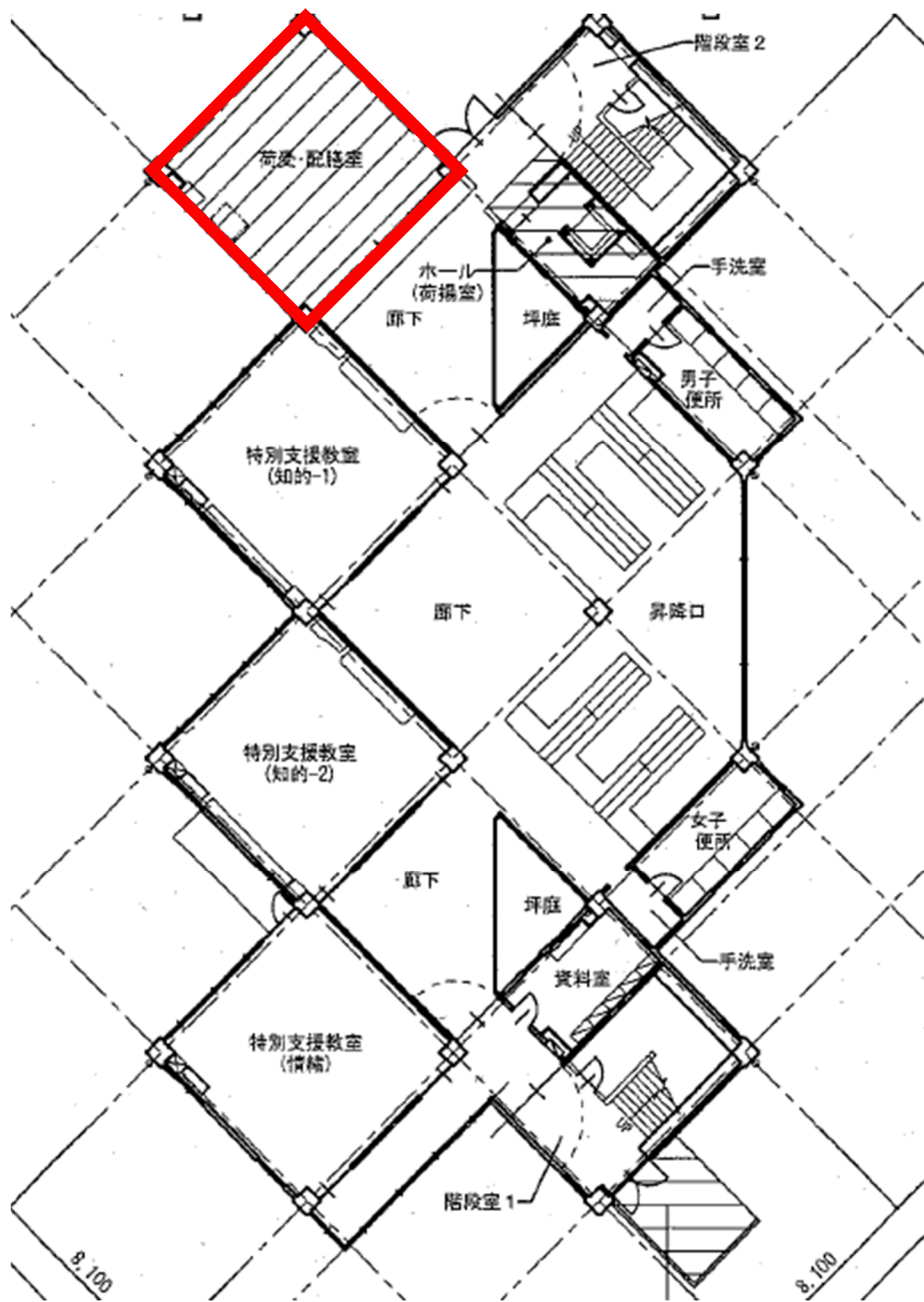 階段室2
荷受・配膳室
手洗室
ホール
(荷揚室)
廊下
坪庭
男子
便所
特別支援教室
(知的-1)
廊下
昇降口
特別支援教室
(知的-2)
女子
便所
廊下
坪庭
手洗室
資料室
特別支援教室
(情緒)
UP
階段室1
8,100
8,100